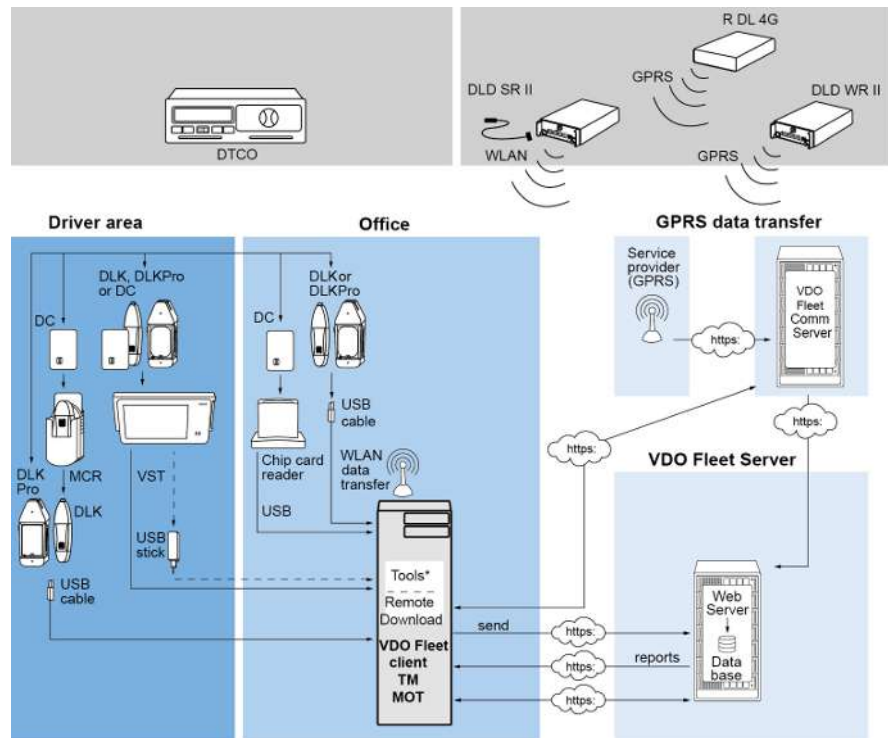 R DL 4G
GPRS
DLD SR II
DLD WR II
WLAN
GPRS
DTCO
Driver area
Office
GPRS data transfer
DLK, DLKPro
or DC
DC
DLKor
DLKPro
DC
Service
provider
(GPRS)
VDO
Fleet
Comm
Server
https:
USB
cable
https:
Chip card
reader
WLAN
data
transfer
https:
VDO Fleet Server
DLK
Pro
MCR
VST
USB
DLK
USB
stick
Tools*
USB
cable
Remote
Download
Web
Server
send
https:
VDO Fleet
client
TM
MOT
https:
reports
Data
base
https: